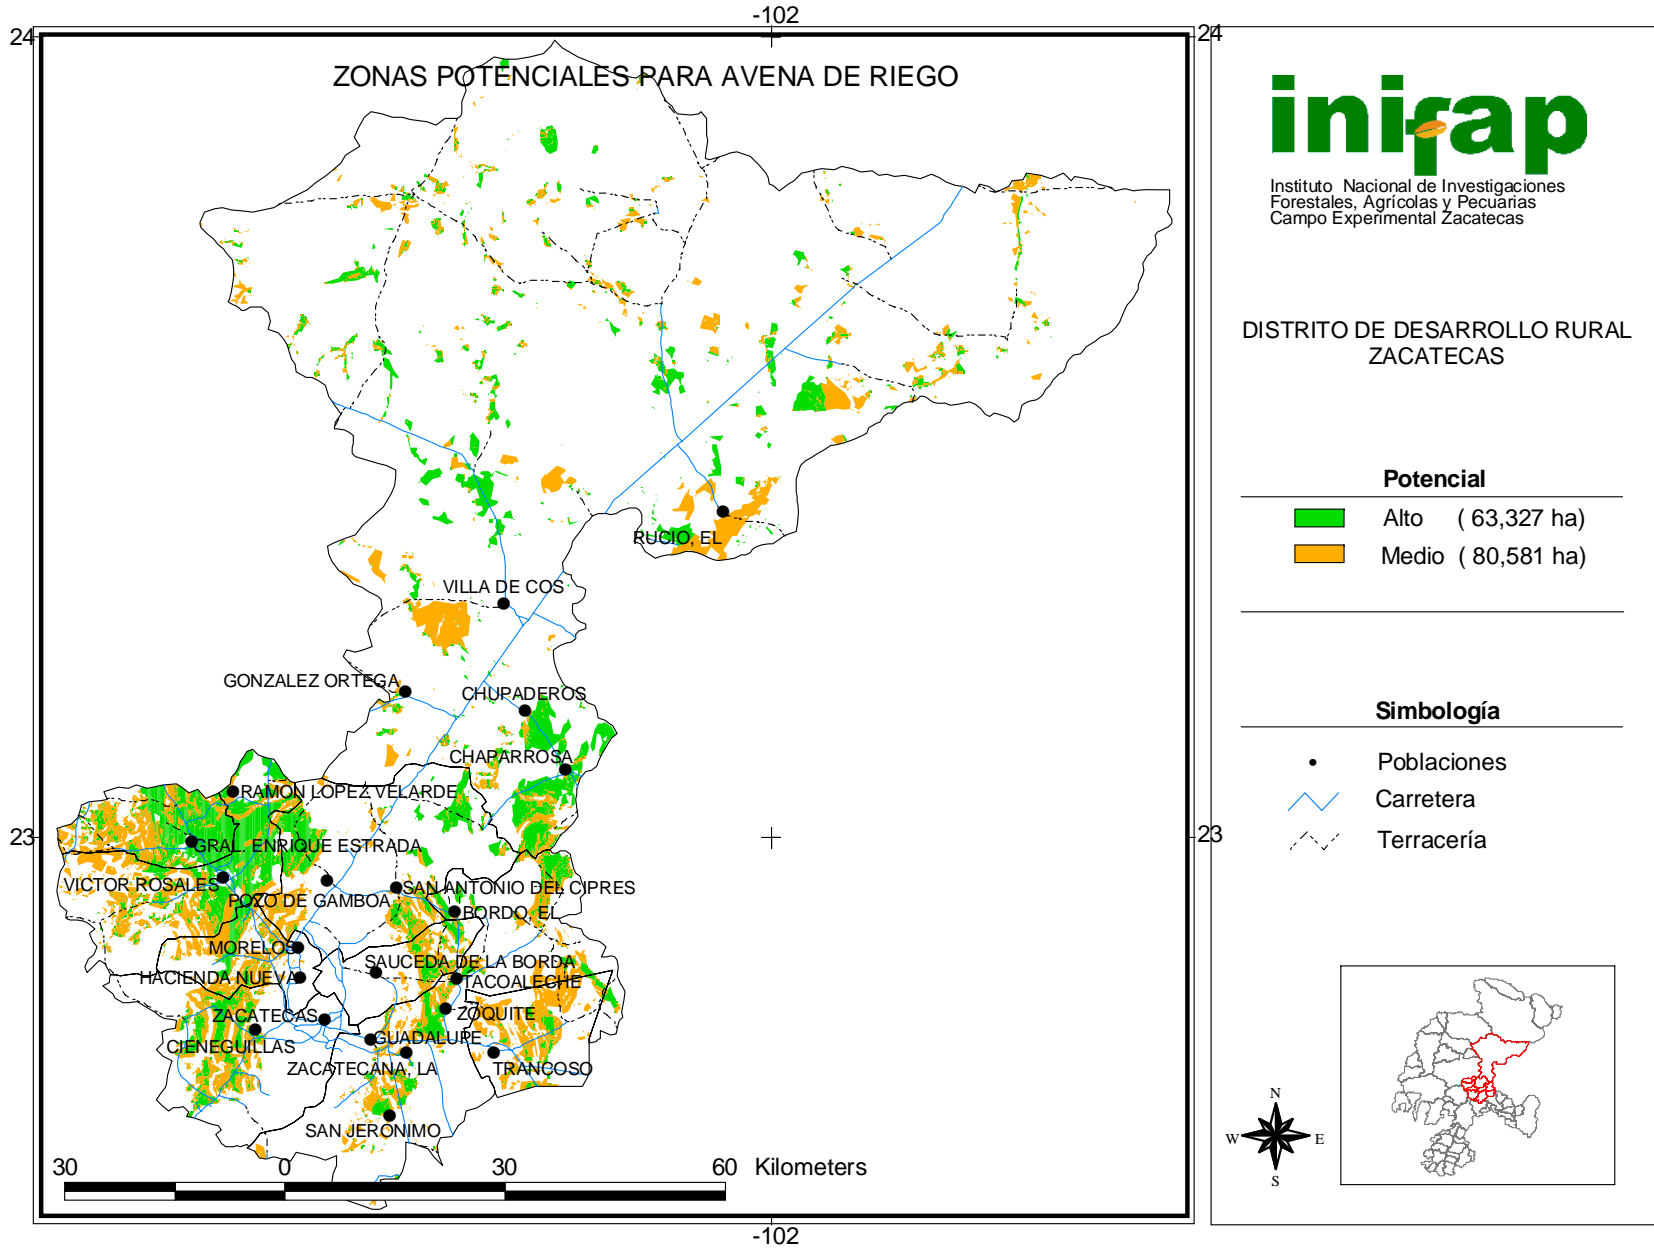 -102
24
24
ZONAS POTENCIALES PARA AVENA DE RIEGO
inifap
Instituto Nacional de Investigaciones
Forestales, Agrícolas y Pecuarias
Campo Experimental Zacatecas
DISTRITO DE DESARROLLO RURAL
ZACATECAS
Potencial
Alto ( 63,327 ha)
Medio ( 80,581 ha)
Simbología
Poblaciones
Carretera
Terracería
RUCIO, EL
VILLA DE COS
GONZALEZ ORTEGA
CHUPADEROS
CHAPARROSA
RAMON LOPEZ VELARDE
23
23
GRAL. ENRIQUE ESTRADA
VICTOR ROSALES
SAN ANTONIO DEL CIPRES
POZO DE GAMBOA
BORDO, EL
MORELOS
SAUCEDA DE LA BORDA
HACIENDA NUEVA
TACOALECHE
ZACATECAS
ZOQUITE
GUADALUPE
CIENEGUILLAS
ZACATECANA, LA
TRANCOSO
SAN JERONIMO
30 0 30 60 Kilometers
-102
N
W E
S